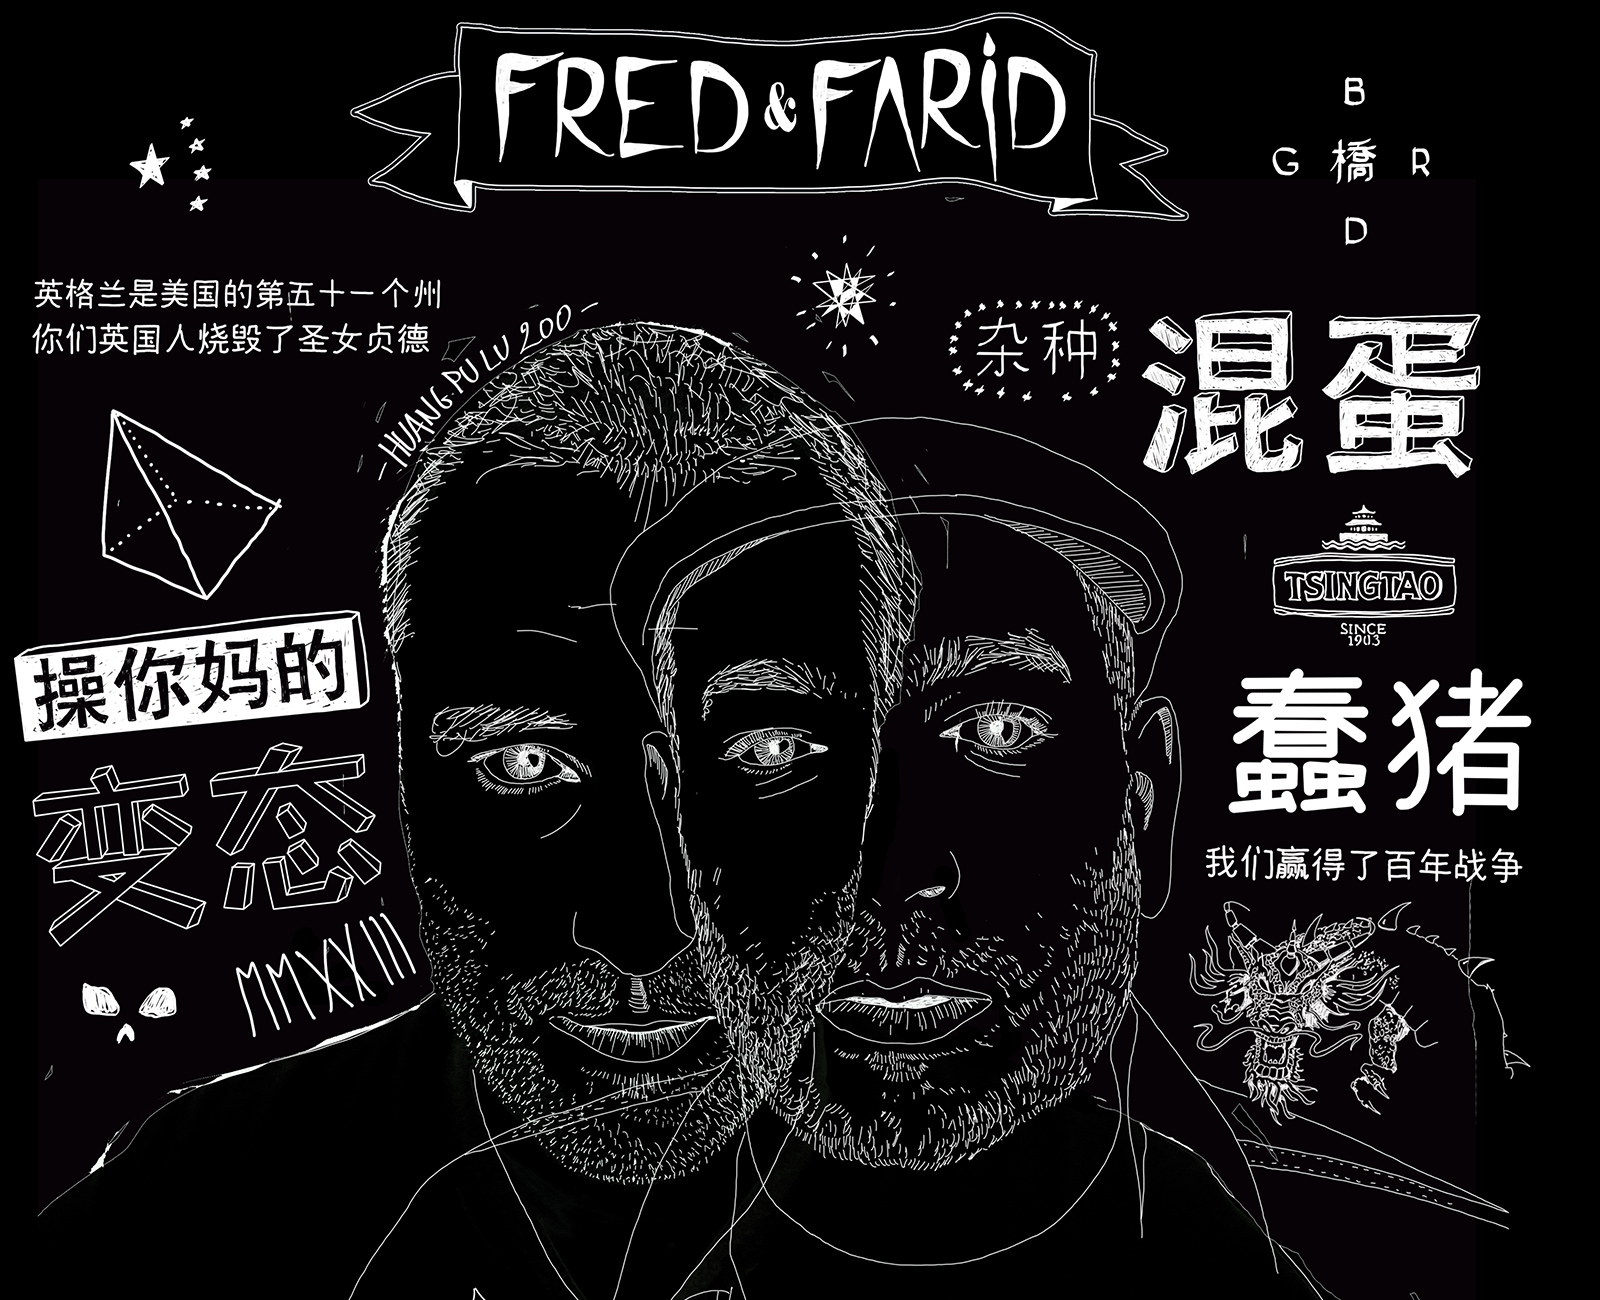 FRED & FARiD
B
G 橋 R
D
英格兰是美国的第五十一个州
你们英国人烧毁了圣女贞德
- HUANG PU LU 200 -
杂种
混蛋
TSINGTAO
SINCE
1903
操你妈的
蠢猪
变态
我们赢得了百年战争
MMXXIII